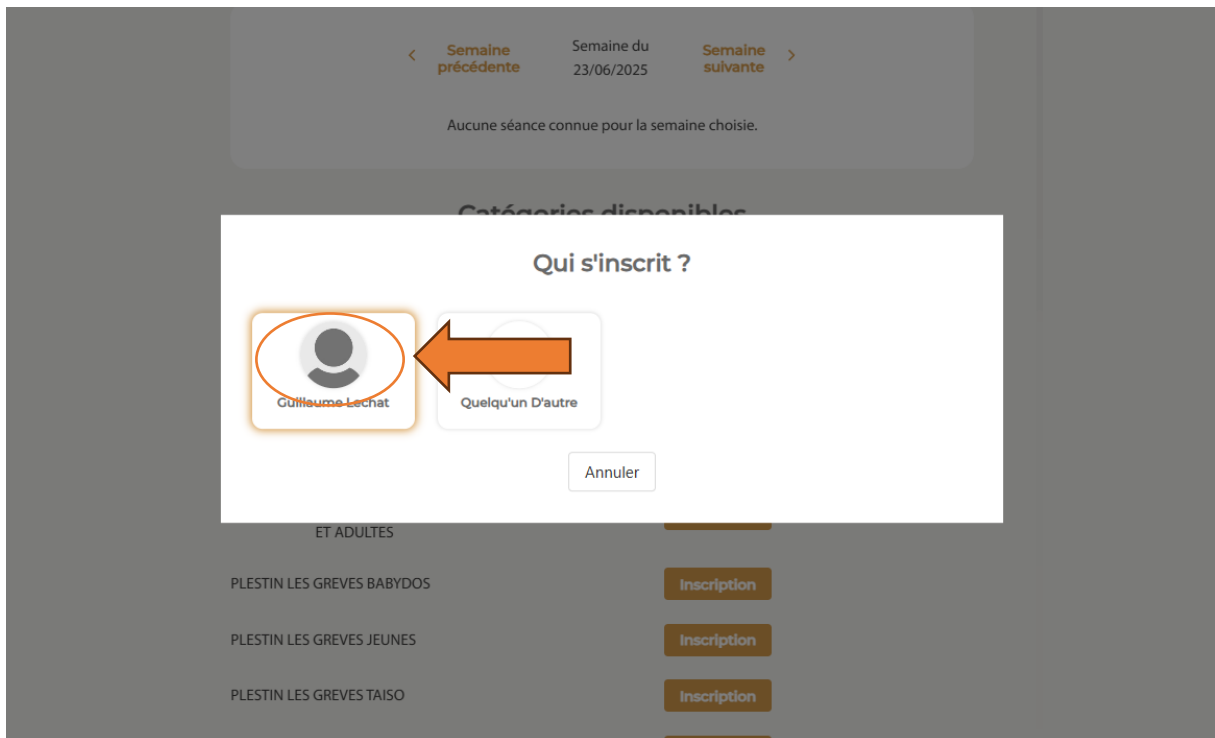 Semaine
précédente
Semaine du
23/06/2025
Semaine
suivante
Aucune séance connue pour la semaine choisie.
Catégories disponibles
Qui s'inscrit ?
Guillaume Lechat
Quelqu'un D'autre
Annuler
ET ADULTES
PLESTIN LES GREVES BABYDOS
Inscription
PLESTIN LES GREVES JEUNES
Inscription
PLESTIN LES GREVES TAISO
Inscription